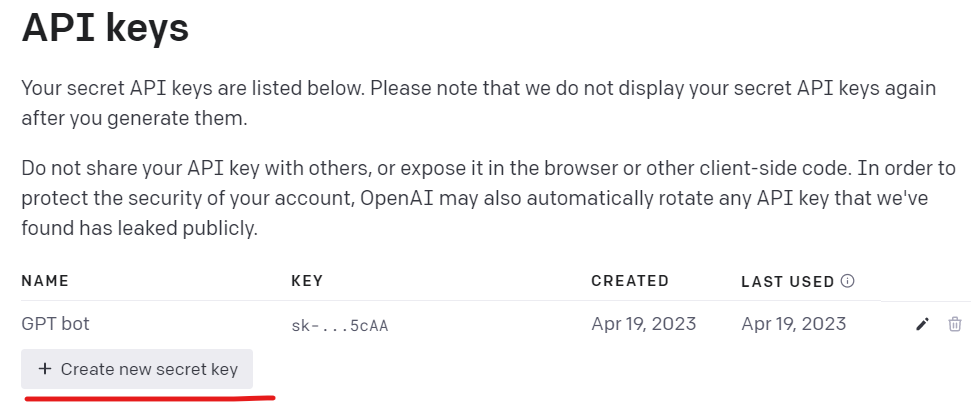 API keys
Your secret API keys are listed below. Please note that we do not display your secret API keys again
after you generate them.
Do not share your API key with others, or expose it in the browser or other client-side code. In order to
protect the security of your account, OpenAI may also automatically rotate any API key that we've
found has leaked publicly.
NAME KEY CREATED LAST USED
GPT bot sk-...5cAA Apr 19, 2023 Apr 19, 2023
+ Create new secret key